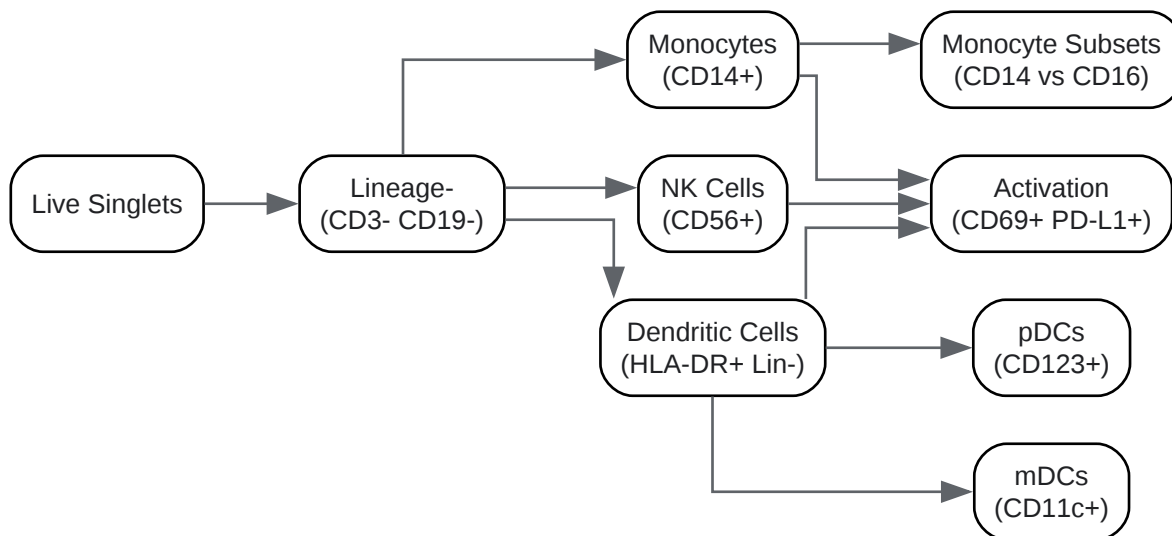 Live Singlets
Lineage-
(CD3- CD19-)
Monocytes
(CD14+)
NK Cells
(CD56+)
Dendritic Cells
(HLA-DR+ Lin-)
Monocyte Subsets
(CD14 vs CD16)
Activation
(CD69+ PD-L1+)
pDCs
(CD123+)
mDCs
(CD11c+)